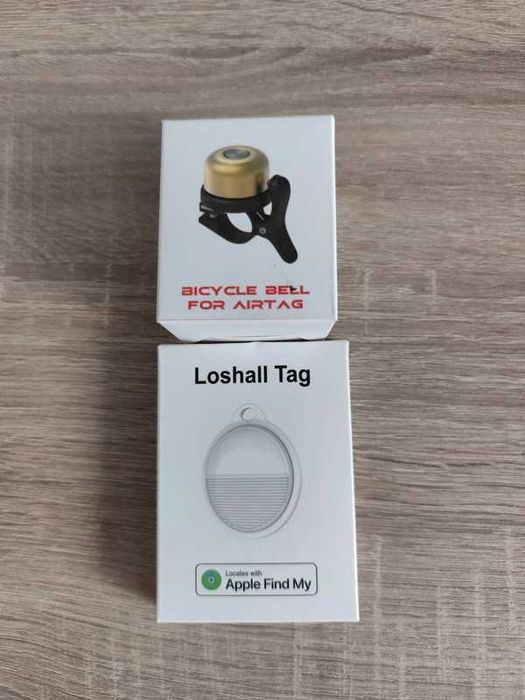 BICYCLE BELL
FOR AIRTAG
Loshall Tag
Locates with
Apple Find My